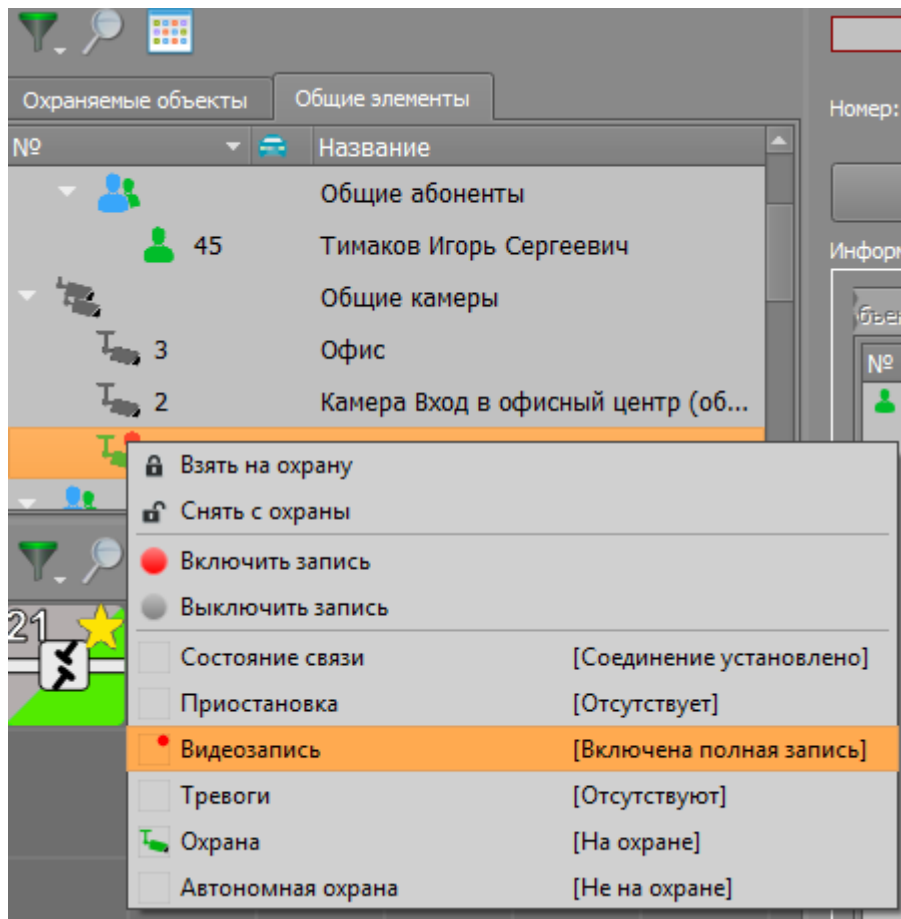 Охраняемые объекты Общие элементы
Номер:
№ Название
Общие абоненты
45 Тимаков Игорь Сергеевич
Информ
Общие камеры
бъен
3 Офис
№
2 Камера Вход в офисный центр (об...
Взять на охрану
Снять с охраны
Включить запись
Выключить запись
21
Состояние связи [Соединение установлено]
Приостановка [Отсутствует]
Видеозапись [Включена полная запись]
Тревоги [Отсутствуют]
Охрана [На охране]
Автономная охрана [Не на охране]